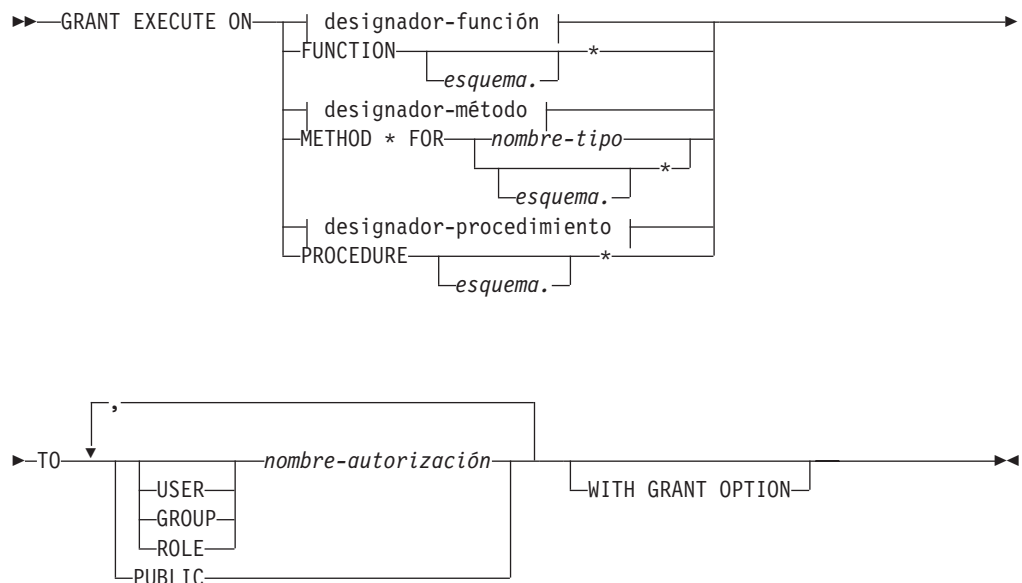 GRANT EXECUTE ON designador-función
FUNCTION *
esquema.
designador-método
METHOD * FOR nombre-tipo
*
esquema.
designador-procedimiento
PROCEDURE *
esquema.
,
TO nombre-autorización
USER WITH GRANT OPTION
GROUP
ROLE
PUBLIC